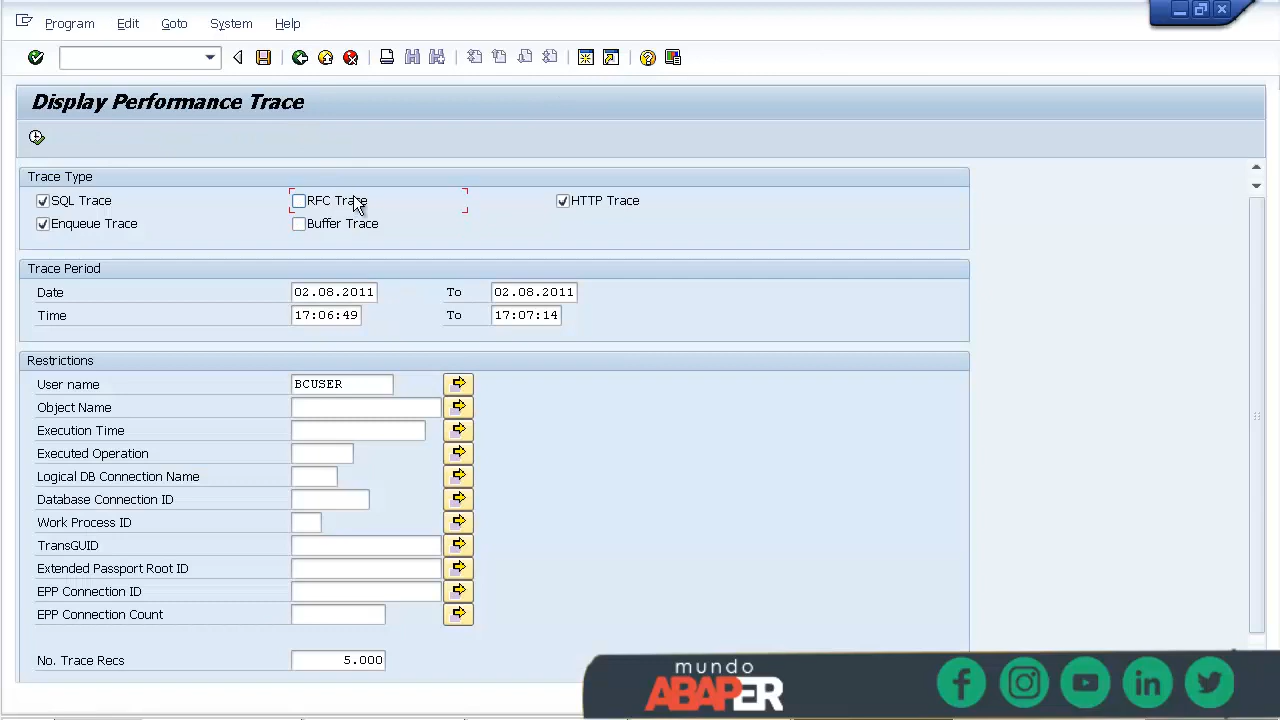 Program Edit Goto System Help
Display Performance Trace
Trace Type
SQL Trace RFC Trace HTTP Trace
Enqueue Trace Buffer Trace
Trace Period
Date 02.08.2011 To 02.08.2011
Time 17:06:49 To 17:07:14
Restrictions
User name BCUSER
Object Name
Execution Time
Executed Operation
Logical DB Connection Name
Database Connection ID
Work Process ID
TransGUID
Extended Passport Root ID
EPP Connection ID
EPP Connection Count
No. Trace Recs 5.000
mundo
ABAPER